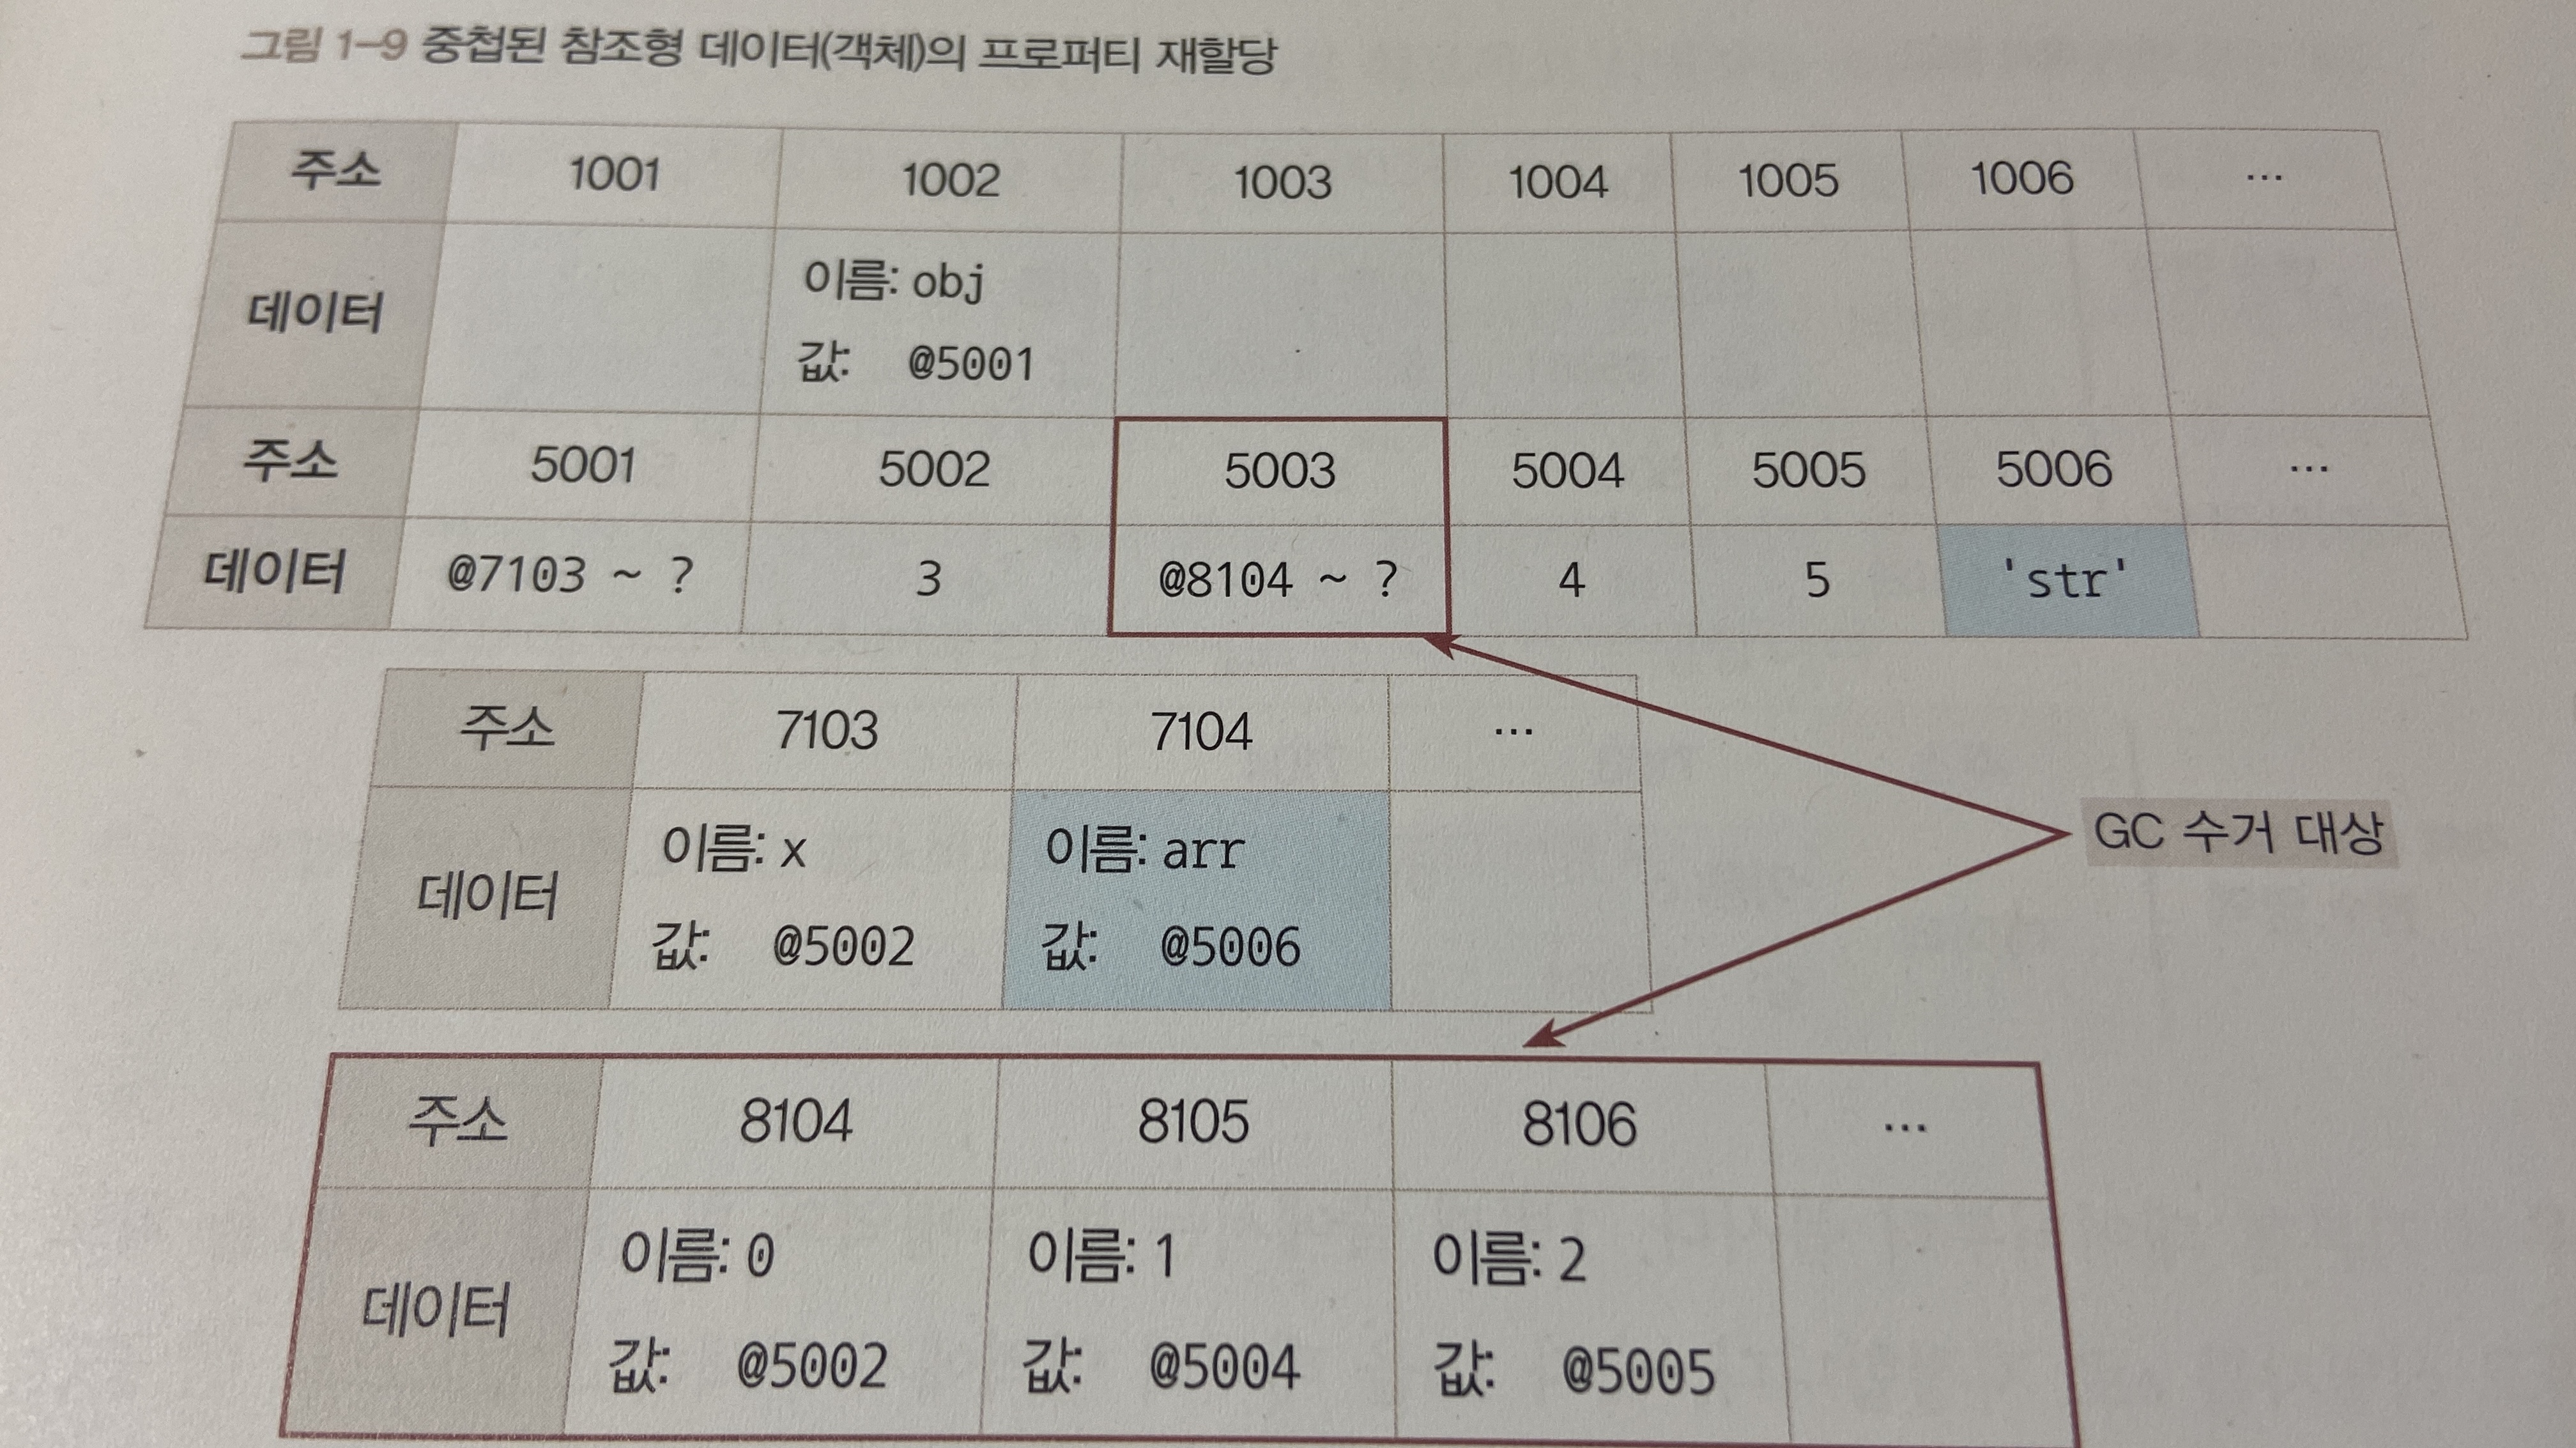 그림 1-9 중첩된 참조형 데이터(객체)의 프로퍼티 재할당
주소 1001 1002 1003 1004 1005 1006 ...
데이터 이름: obj
값: @5001
주소 5001 5002 5003 5004 5005 5006 ...
데이터 @7103 ~ ? 3 @8104 ~ ? 4 5 'str'
주소 7103 7104 ...
데이터 이름: x 이름: arr
값: @5002 값: @5006
GC 수거 대상
주소 8104 8105 8106 ...
데이터 이름: 0 이름: 1 이름: 2
값: @5002 값: @5004 값: @5005